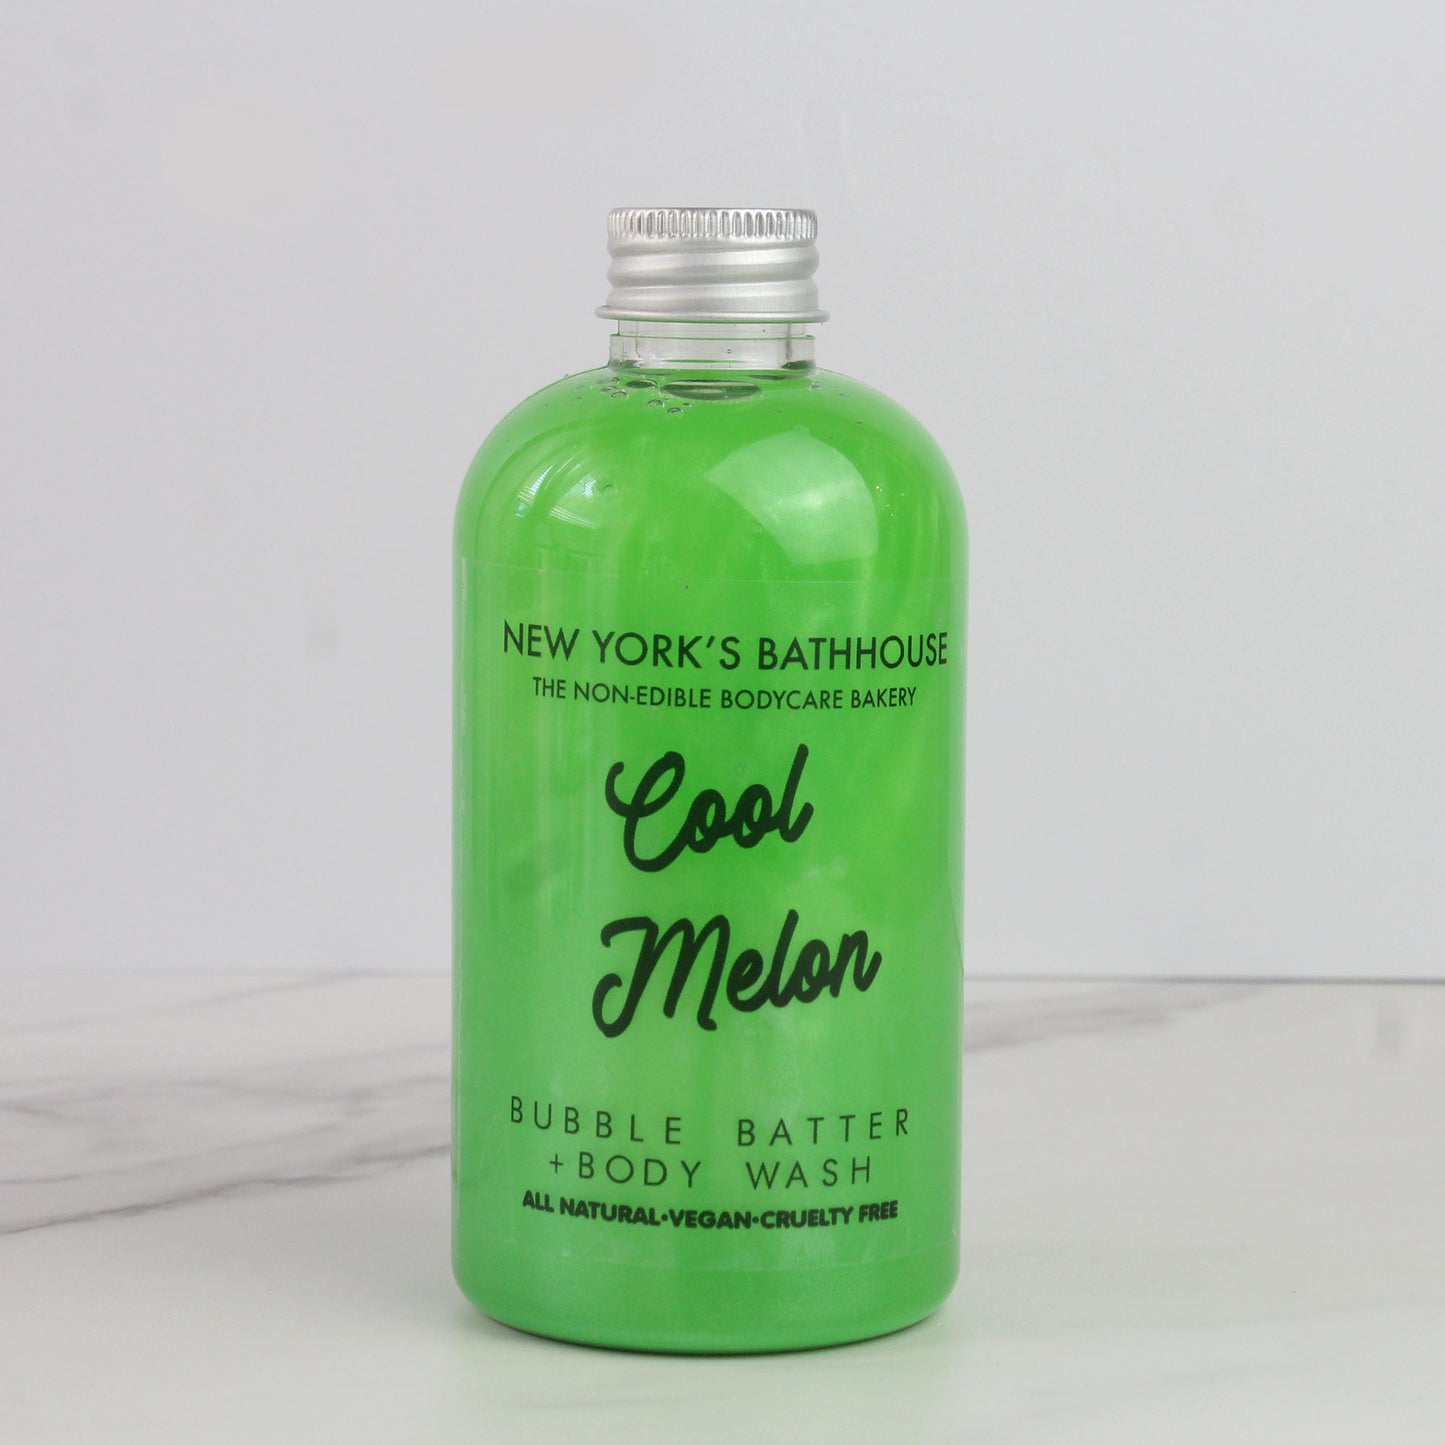 NEW YORK'S BATHHOUSE
THE NON-EDIBLE BODYCARE BAKERY
Cool
Melon
BUBBLE BATTER
+BODY WASH
ALL NATURAL•VEGAN•CRUELTY FREE